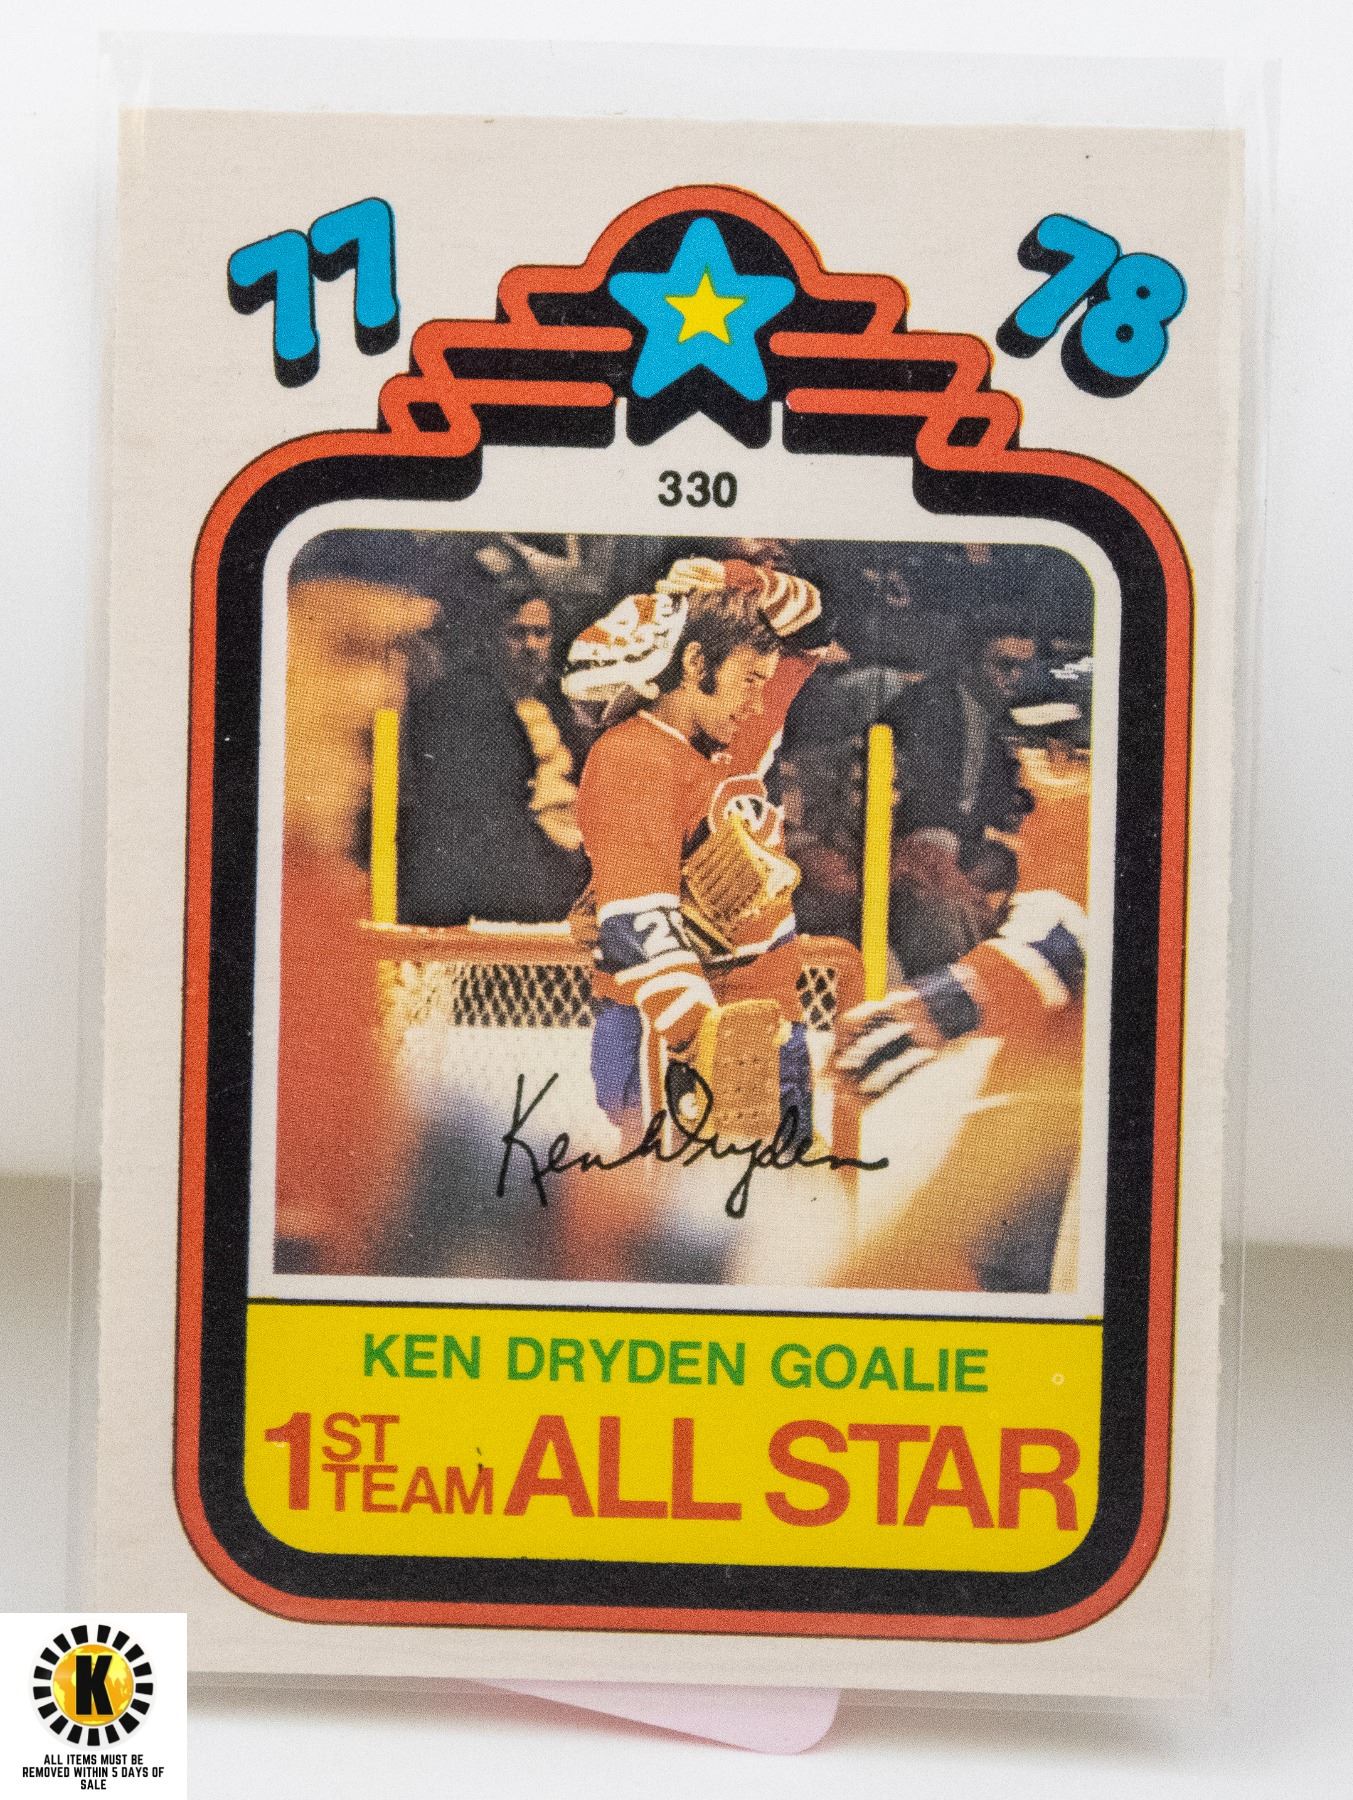 77
78
330
29
Ken Dryden
KEN DRYDEN GOALIE
1ST TEAM ALL STAR
K
ALL ITEMS MUST BE
REMOVED WITHIN 5 DAYS OF
SALE